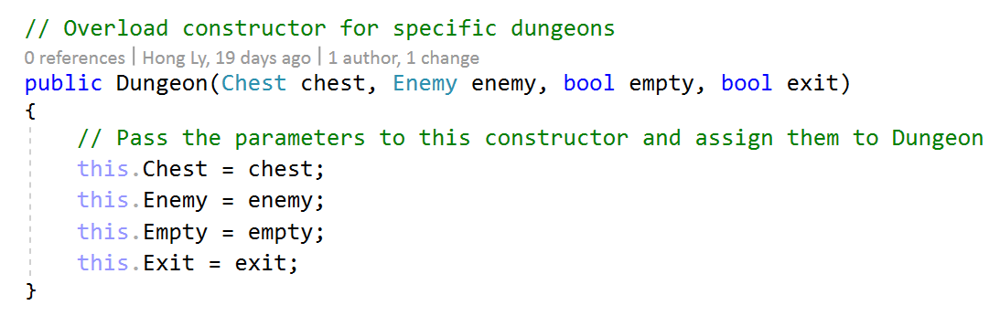 // Overload constructor for specific dungeons
0 references | Hong Ly, 19 days ago | 1 author, 1 change
public Dungeon(Chest chest, Enemy enemy, bool empty, bool exit)
{
// Pass the parameters to this constructor and assign them to Dungeon
this.Chest = chest;
this.Enemy = enemy;
this.Empty = empty;
this.Exit = exit;
}